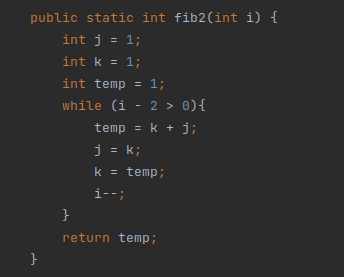 public static int fib2(int i) {
    int j = 1;
    int k = 1;
    int temp = 1;
    while (i - 2 > 0){
        temp = k + j;
        j = k;
        k = temp;
        i--;
    }
    return temp;
}